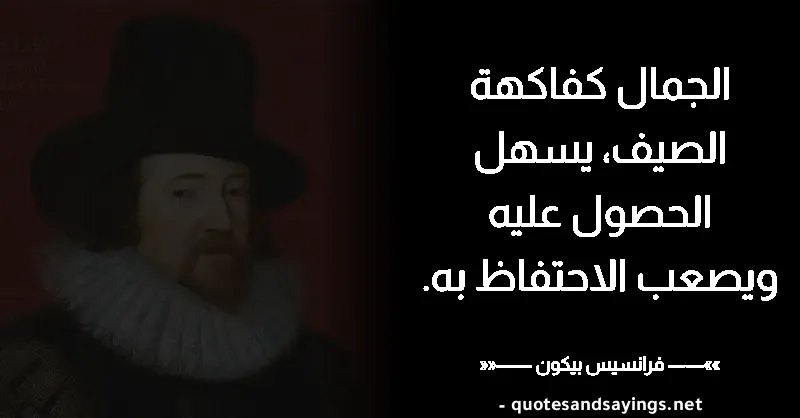 الجمال كفاكهة
الصيف، يسهل
الحصول عليه
ويصعب الاحتفاظ به.
»»—— فرانسيس بيكون ——««
- quotesandsayings.net